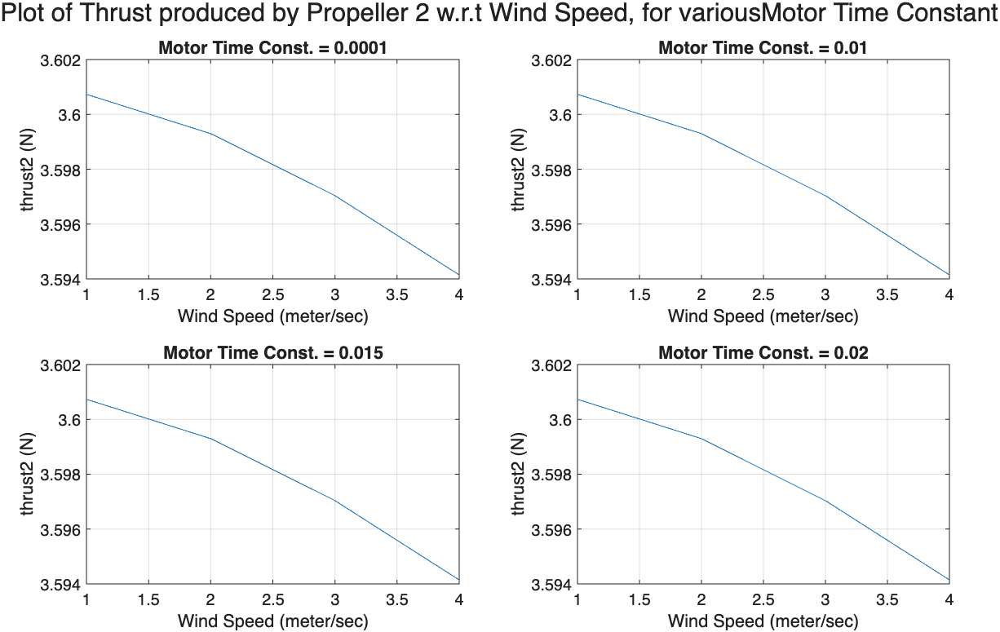 Plot of Thrust produced by Propeller 2 w.r.t Wind Speed, for variousMotor Time Constant
Motor Time Const. = 0.0001
3.602
3.6
3.598
3.596
3.594
thrust2 (N)
1 1.5 2 2.5 3 3.5 4
Wind Speed (meter/sec)
Motor Time Const. = 0.01
3.602
3.6
3.598
3.596
3.594
thrust2 (N)
1 1.5 2 2.5 3 3.5 4
Wind Speed (meter/sec)
Motor Time Const. = 0.015
3.602
3.6
3.598
3.596
3.594
thrust2 (N)
1 1.5 2 2.5 3 3.5 4
Wind Speed (meter/sec)
Motor Time Const. = 0.02
3.602
3.6
3.598
3.596
3.594
thrust2 (N)
1 1.5 2 2.5 3 3.5 4
Wind Speed (meter/sec)